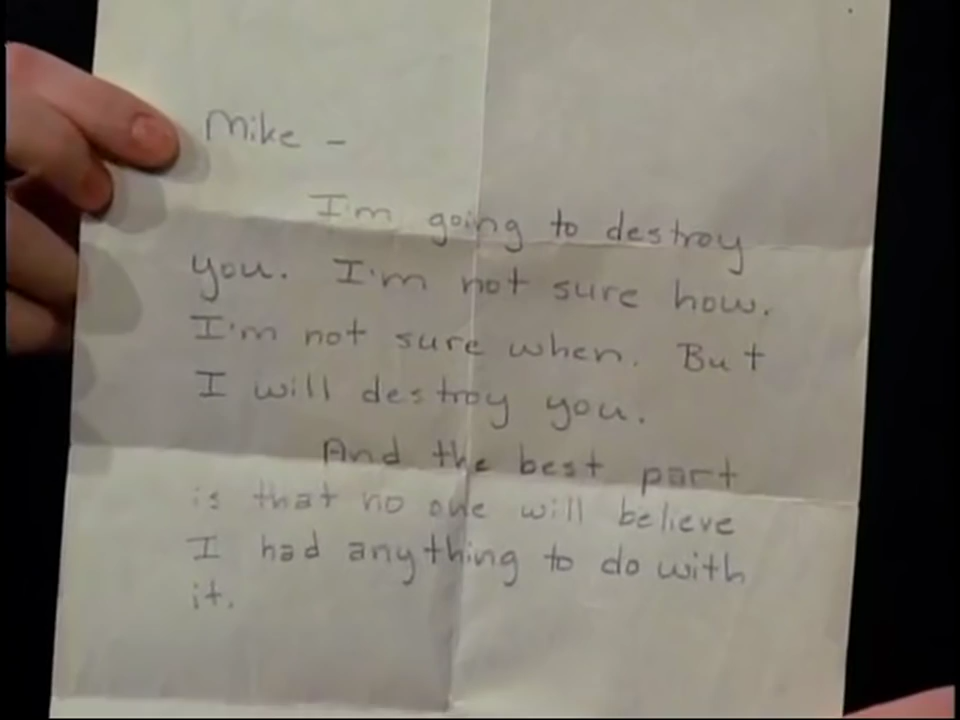 Mike -
I'm going to destroy
you. I'm not sure how.
I'm not sure when. But
I will destroy you.
And the best part
is that no one will believe
I had anything to do with
it.